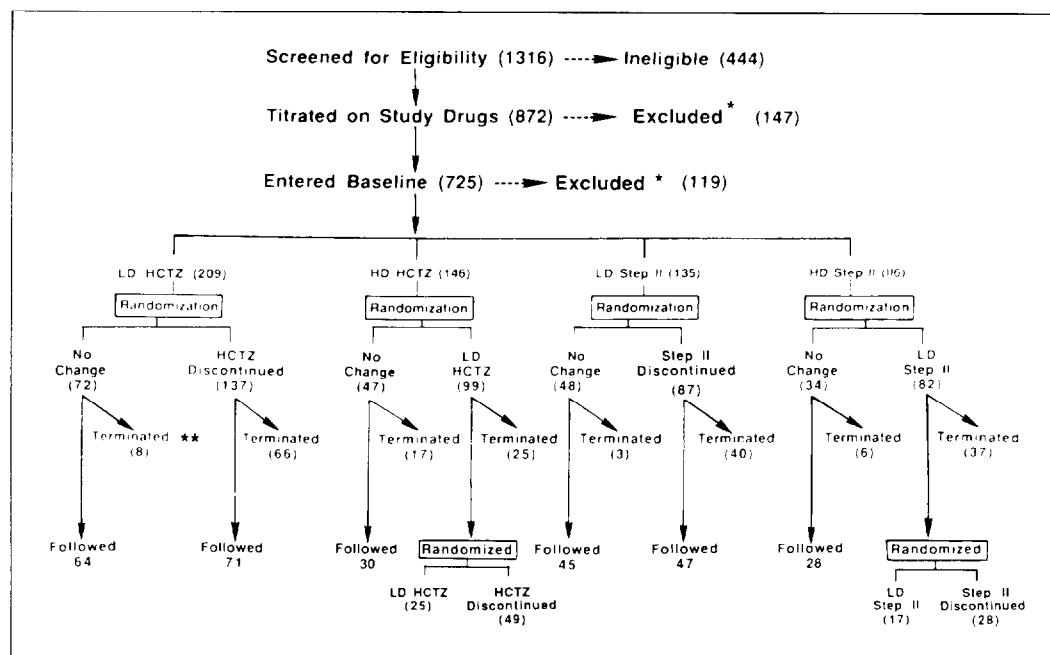 Screened for Eligibility (1316) Ineligible (444)
Titrated on Study Drugs (872) Excluded* (147)
Entered Baseline (725) Excluded* (119)
LD HCTZ (209) HD HCTZ (146) LD Step II (135) HD Step II (116)
Randomization Randomization Randomization Randomization
No Change (72)
HCTZ Discontinued (137)
No Change (47)
LD HCTZ (99)
No Change (48)
Step II Discontinued (87)
No Change (34)
LD Step II (82)
Terminated ** (8)
Terminated (66)
Terminated (17)
Terminated (25)
Terminated (3)
Terminated (40)
Terminated (6)
Terminated (37)
Followed 64
Followed 71
Followed 30
Randomized
Followed 45
Followed 47
Followed 28
Randomized
LD HCTZ (25)
HCTZ Discontinued (49)
LD Step II (17)
Step II Discontinued (28)